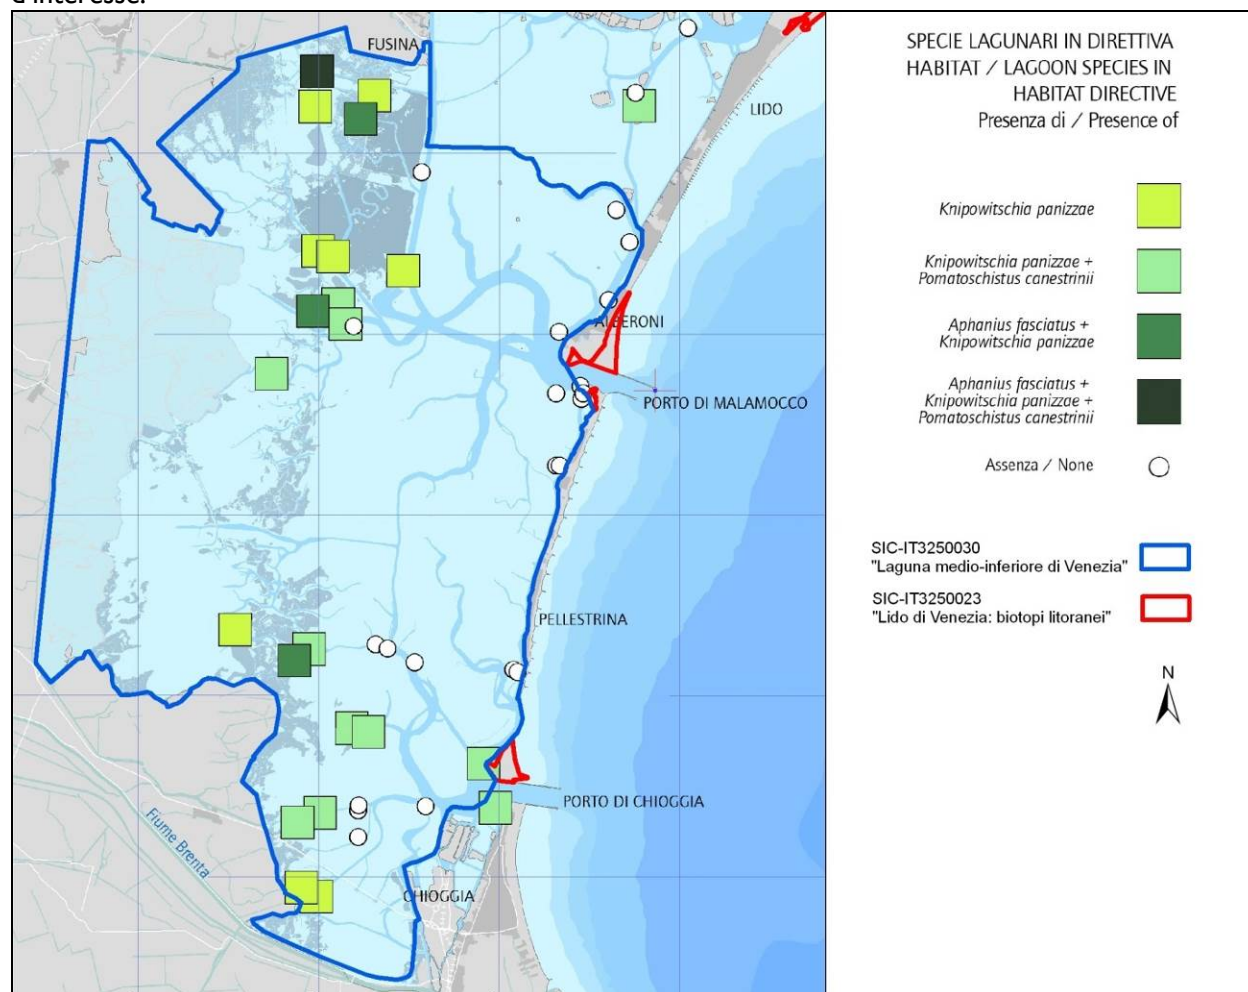 d'interesse.
FUSINA
LIDO
ALBERONI
PORTO DI MALAMOCCO
PELLESTRINA
PORTO DI CHIOGGIA
Fiume Brenta
CHIOGGIA
SPECIE LAGUNARI IN DIRETTIVA
HABITAT / LAGOON SPECIES IN
HABITAT DIRECTIVE
Presenza di / Presence of
Knipowitschia panizzae
Knipowitschia panizzae +
Pomatoschistus canestrinii
Aphanius fasciatus +
Knipowitschia panizzae
Aphanius fasciatus +
Knipowitschia panizzae +
Pomatoschistus canestrinii
Assenza / None
SIC-IT3250030
"Laguna medio-inferiore di Venezia"
SIC-IT3250023
"Lido di Venezia: biotopi litoranei"
N